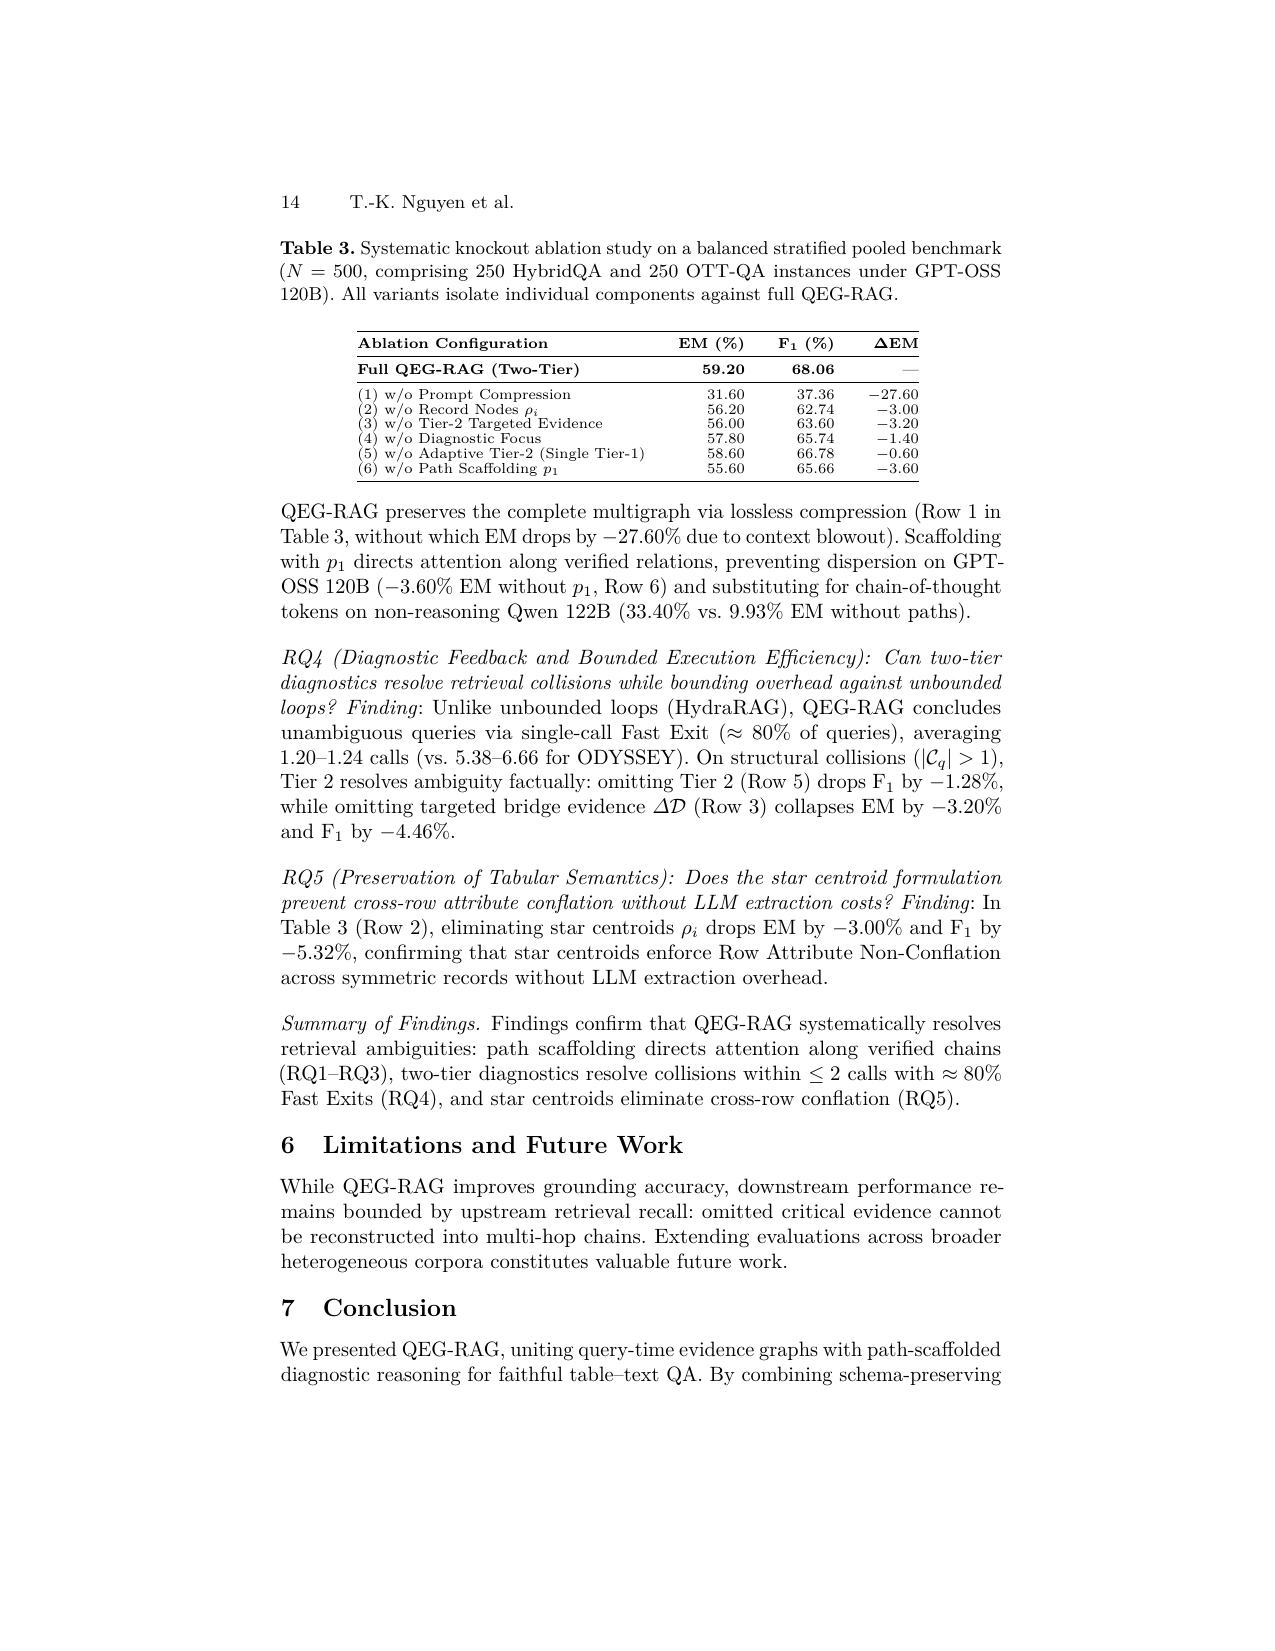 14 T.-K. Nguyen et al.
Table 3. Systematic knockout ablation study on a balanced stratified pooled benchmark
(N = 500, comprising 250 HybridQA and 250 OTT-QA instances under GPT-OSS
120B). All variants isolate individual components against full QEG-RAG.
Ablation Configuration EM (%) F₁ (%) ΔEM
Full QEG-RAG (Two-Tier) 59.20 68.06 —
(1) w/o Prompt Compression 31.60 37.36 −27.60
(2) w/o Record Nodes ρᵢ 56.20 62.74 −3.00
(3) w/o Tier-2 Targeted Evidence 56.00 63.60 −3.20
(4) w/o Diagnostic Focus 57.80 65.74 −1.40
(5) w/o Adaptive Tier-2 (Single Tier-1) 58.60 66.78 −0.60
(6) w/o Path Scaffolding p₁ 55.60 65.66 −3.60
QEG-RAG preserves the complete multigraph via lossless compression (Row 1 in
Table 3, without which EM drops by −27.60% due to context blowout). Scaffolding
with p₁ directs attention along verified relations, preventing dispersion on GPT-
OSS 120B (−3.60% EM without p₁, Row 6) and substituting for chain-of-thought
tokens on non-reasoning Qwen 122B (33.40% vs. 9.93% EM without paths).
RQ4 (Diagnostic Feedback and Bounded Execution Efficiency): Can two-tier
diagnostics resolve retrieval collisions while bounding overhead against unbounded
loops? Finding: Unlike unbounded loops (HydraRAG), QEG-RAG concludes
unambiguous queries via single-call Fast Exit (≈ 80% of queries), averaging
1.20–1.24 calls (vs. 5.38–6.66 for ODYSSEY). On structural collisions (|𝒞q| > 1),
Tier 2 resolves ambiguity factually: omitting Tier 2 (Row 5) drops F₁ by −1.28%,
while omitting targeted bridge evidence Δ𝒟 (Row 3) collapses EM by −3.20%
and F₁ by −4.46%.
RQ5 (Preservation of Tabular Semantics): Does the star centroid formulation
prevent cross-row attribute conflation without LLM extraction costs? Finding: In
Table 3 (Row 2), eliminating star centroids ρᵢ drops EM by −3.00% and F₁ by
−5.32%, confirming that star centroids enforce Row Attribute Non-Conflation
across symmetric records without LLM extraction overhead.
Summary of Findings. Findings confirm that QEG-RAG systematically resolves
retrieval ambiguities: path scaffolding directs attention along verified chains
(RQ1–RQ3), two-tier diagnostics resolve collisions within ≤ 2 calls with ≈ 80%
Fast Exits (RQ4), and star centroids eliminate cross-row conflation (RQ5).
6 Limitations and Future Work
While QEG-RAG improves grounding accuracy, downstream performance re-
mains bounded by upstream retrieval recall: omitted critical evidence cannot
be reconstructed into multi-hop chains. Extending evaluations across broader
heterogeneous corpora constitutes valuable future work.
7 Conclusion
We presented QEG-RAG, uniting query-time evidence graphs with path-scaffolded
diagnostic reasoning for faithful table–text QA. By combining schema-preserving